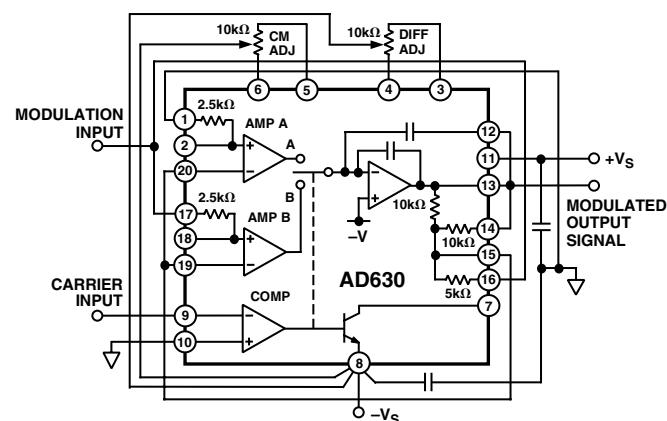 10kΩ
CM
ADJ
10kΩ
DIFF
ADJ
6
5
4
3
MODULATION
INPUT
1
2.5kΩ
AMP A
2
+
–
20
A
B
17
2.5kΩ
AMP B
18
+
–
19
–
+
–V
10kΩ
10kΩ
5kΩ
12
11
+VS
13
MODULATED
OUTPUT
SIGNAL
14
15
16
7
AD630
CARRIER
INPUT
COMP
9
–
10
+
8
–VS